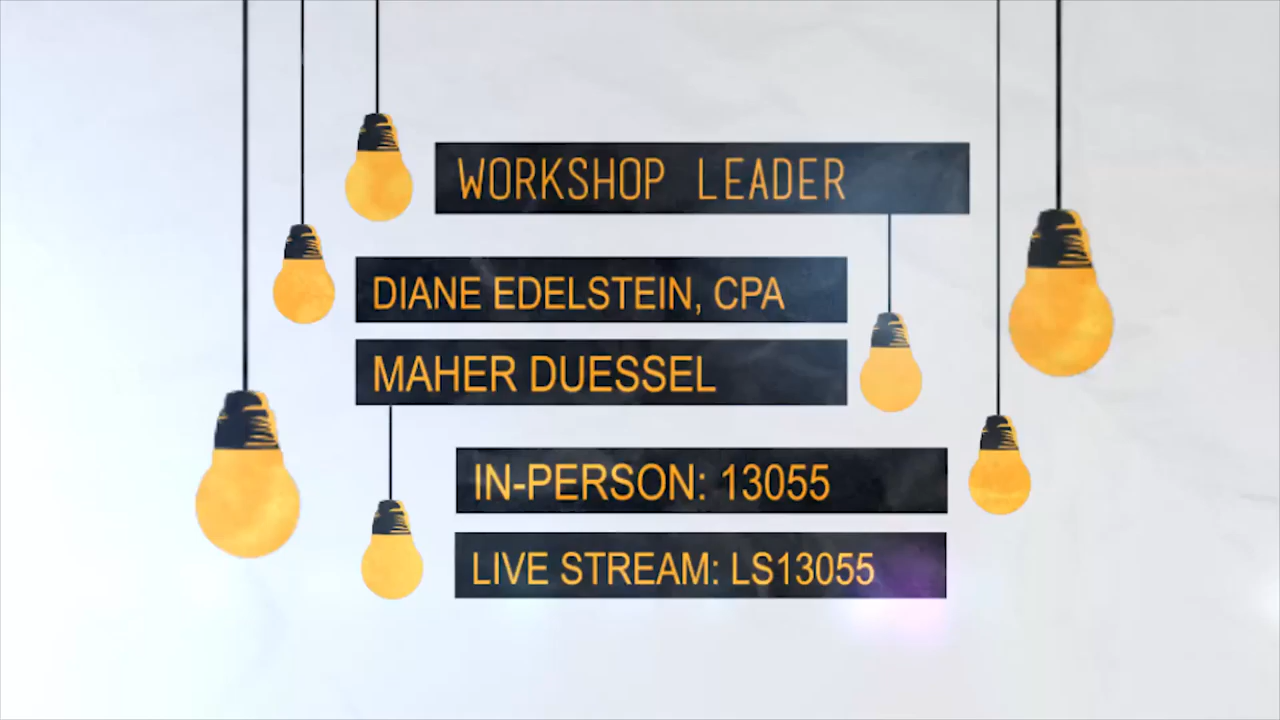 WORKSHOP LEADER
DIANE EDELSTEIN, CPA
MAHER DUESSEL
IN-PERSON: 13055
LIVE STREAM: LS13055